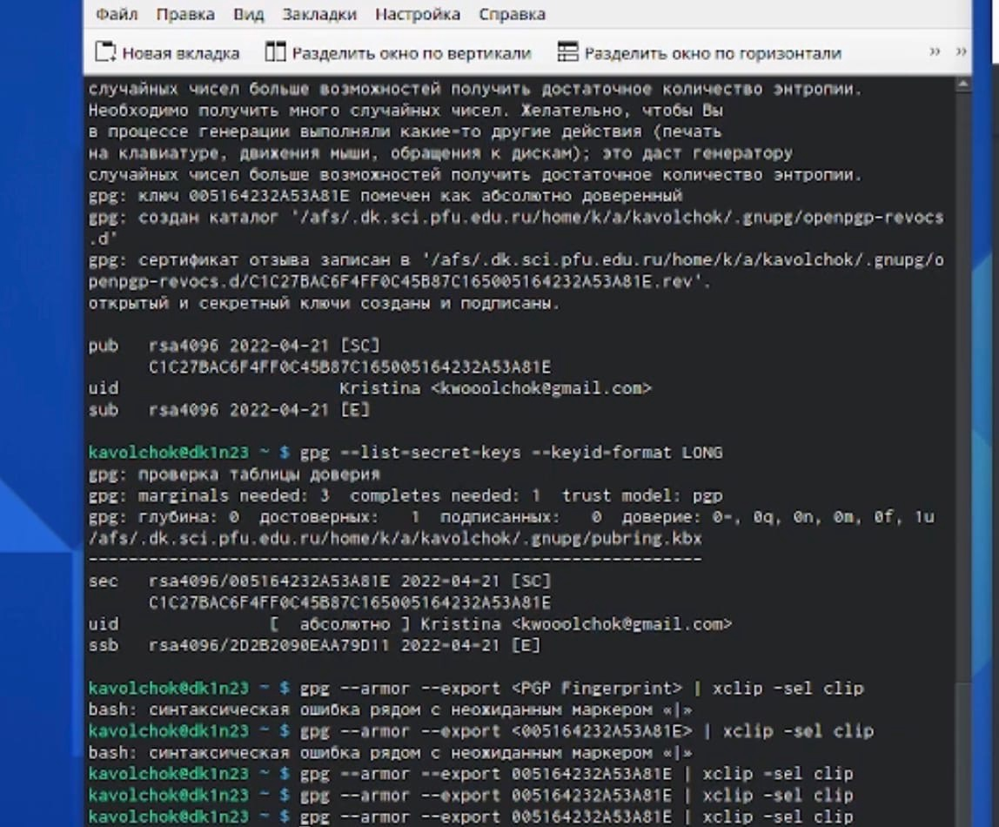 Файл Правка Вид Закладки Настройка Справка
Новая вкладка Разделить окно по вертикали Разделить окно по горизонтали » »
случайных чисел больше возможностей получить достаточное количество энтропии.
Необходимо получить много случайных чисел. Желательно, чтобы Вы
в процессе генерации выполняли какие-то другие действия (печать
на клавиатуре, движения мыши, обращения к дискам); это даст генератору
случайных чисел больше возможностей получить достаточное количество энтропии.
gpg: ключ 005164232A53A81E помечен как абсолютно доверенный
gpg: создан каталог '/afs/.dk.sci.pfu.edu.ru/home/k/a/kavolchok/.gnupg/openpgp-revocs
.d'
gpg: сертификат отзыва записан в '/afs/.dk.sci.pfu.edu.ru/home/k/a/kavolchok/.gnupg/o
penpgp-revocs.d/C1C27BAC6F4FF0C45B87C165005164232A53A81E.rev'.
открытый и секретный ключи созданы и подписаны.
pub rsa4096 2022-04-21 [SC]
C1C27BAC6F4FF0C45B87C165005164232A53A81E
uid Kristina <kwooolchok@gmail.com>
sub rsa4096 2022-04-21 [E]
kavolchok@dk1n23 ~ $ gpg --list-secret-keys --keyid-format LONG
gpg: проверка таблицы доверия
gpg: marginals needed: 3 completes needed: 1 trust model: pgp
gpg: глубина: 0 достоверных: 1 подписанных: 0 доверие: 0-, 0q, 0n, 0m, 0f, 1u
/afs/.dk.sci.pfu.edu.ru/home/k/a/kavolchok/.gnupg/pubring.kbx
-------------------------------------------------------------
sec rsa4096/005164232A53A81E 2022-04-21 [SC]
C1C27BAC6F4FF0C45B87C165005164232A53A81E
uid [ абсолютно ] Kristina <kwooolchok@gmail.com>
ssb rsa4096/2D2B2090EAA79D11 2022-04-21 [E]
kavolchok@dk1n23 ~ $ gpg --armor --export <PGP Fingerprint> | xclip -sel clip
bash: синтаксическая ошибка рядом с неожиданным маркером «|»
kavolchok@dk1n23 ~ $ gpg --armor --export <005164232A53A81E> | xclip -sel clip
bash: синтаксическая ошибка рядом с неожиданным маркером «|»
kavolchok@dk1n23 ~ $ gpg --armor --export 005164232A53A81E | xclip -sel clip
kavolchok@dk1n23 ~ $ gpg --armor --export 005164232A53A81E | xclip -sel clip
kavolchok@dk1n23 ~ $ gpg --armor --export 005164232A53A81E | xclip -sel clip